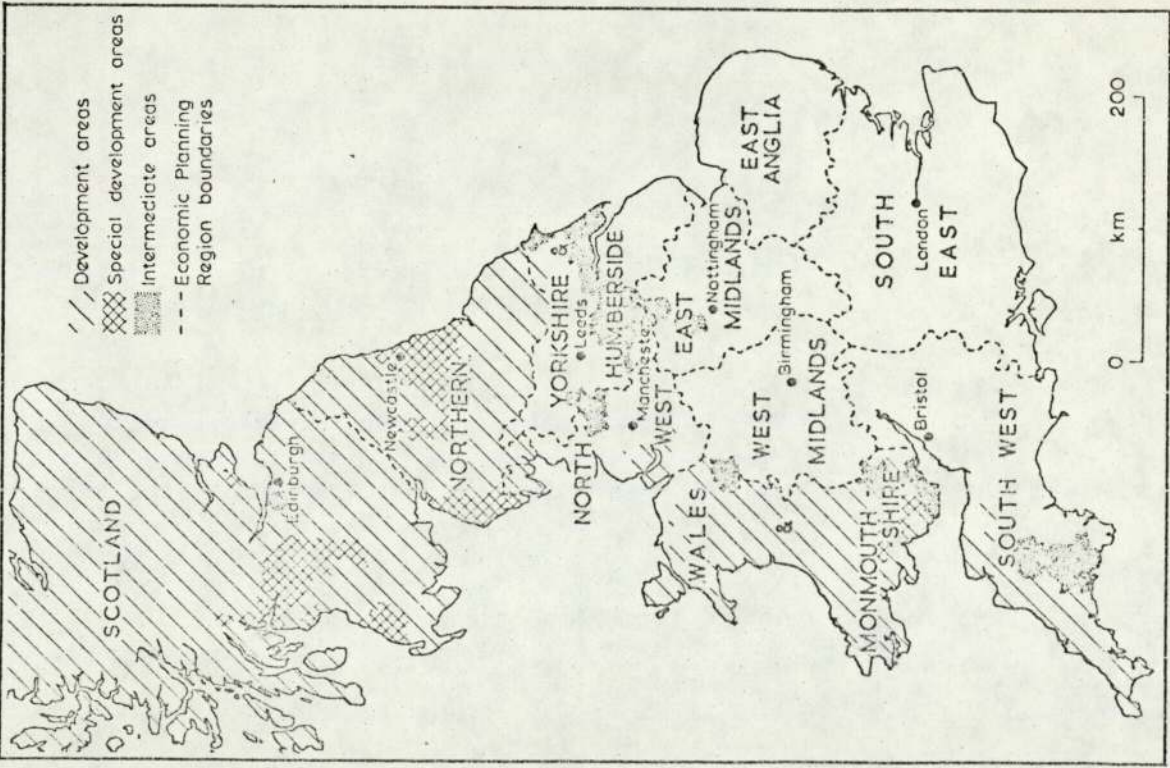 Development areas
Special development areas
Intermediate areas
Economic Planning
Region boundaries
SCOTLAND
Edinburgh
Newcastle
NORTHERN
YORKSHIRE &
HUMBERSIDE
Leeds
NORTH
WEST
Manchester
EAST
MIDLANDS
Nottingham
EAST
ANGLIA
WALES
&
MONMOUTH-
SHIRE
WEST
MIDLANDS
Birmingham
SOUTH
EAST
London
Bristol
SOUTH WEST
0 km 200